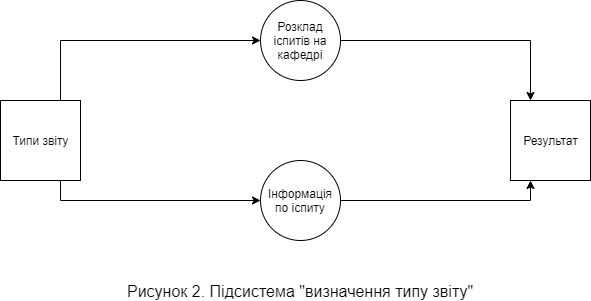 Розклад
іспитів на
кафедрі
Типи звіту
Результат
Інформація
по іспиту
Рисунок 2. Підсистема "визначення типу звіту"